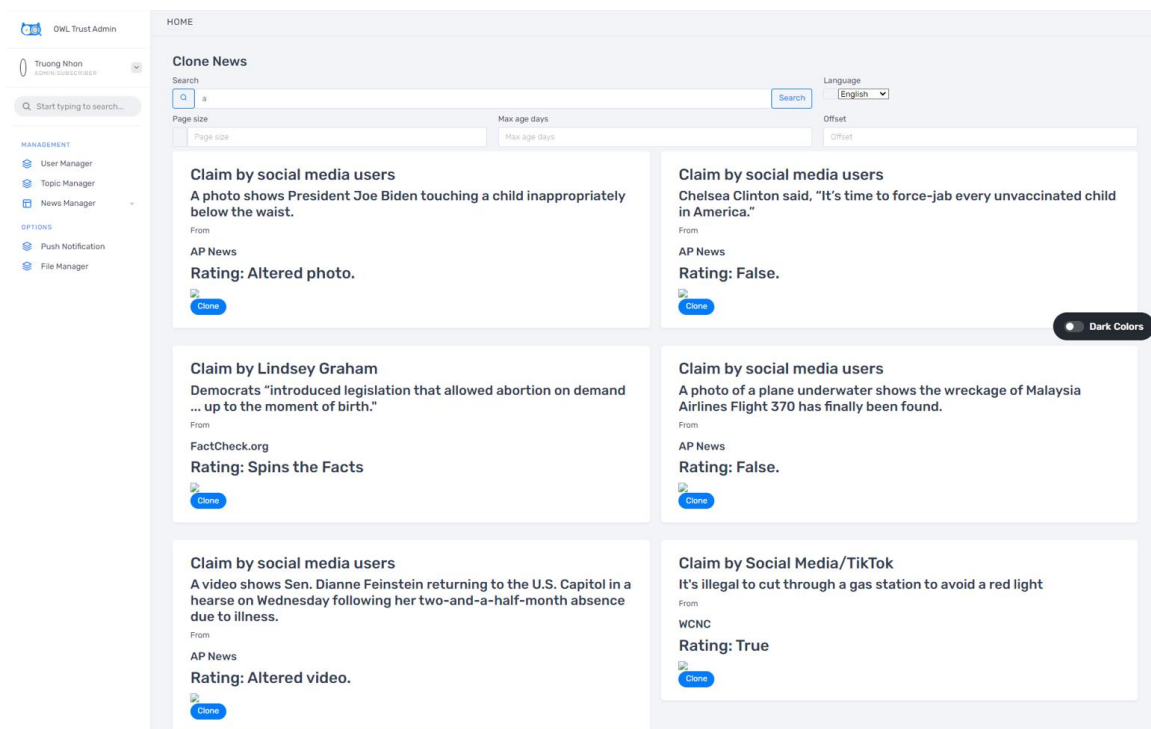 OWL Trust Admin
HOME
Truong Nhon
ADMIN.SUBSCRIBER
Start typing to search...
MANAGEMENT
User Manager
Topic Manager
News Manager
OPTIONS
Push Notification
File Manager
Clone News
Search
Language
a
Search
English
Page size
Max age days
Offset
Page size
Max age days
Offset
Claim by social media users
A photo shows President Joe Biden touching a child inappropriately
below the waist.
From
AP News
Rating: Altered photo.
Clone
Claim by social media users
Chelsea Clinton said, “It’s time to force-jab every unvaccinated child
in America.”
From
AP News
Rating: False.
Clone
Dark Colors
Claim by Lindsey Graham
Democrats “introduced legislation that allowed abortion on demand
... up to the moment of birth."
From
FactCheck.org
Rating: Spins the Facts
Clone
Claim by social media users
A photo of a plane underwater shows the wreckage of Malaysia
Airlines Flight 370 has finally been found.
From
AP News
Rating: False.
Clone
Claim by social media users
A video shows Sen. Dianne Feinstein returning to the U.S. Capitol in a
hearse on Wednesday following her two-and-a-half-month absence
due to illness.
From
AP News
Rating: Altered video.
Clone
Claim by Social Media/TikTok
It's illegal to cut through a gas station to avoid a red light
From
WCNC
Rating: True
Clone